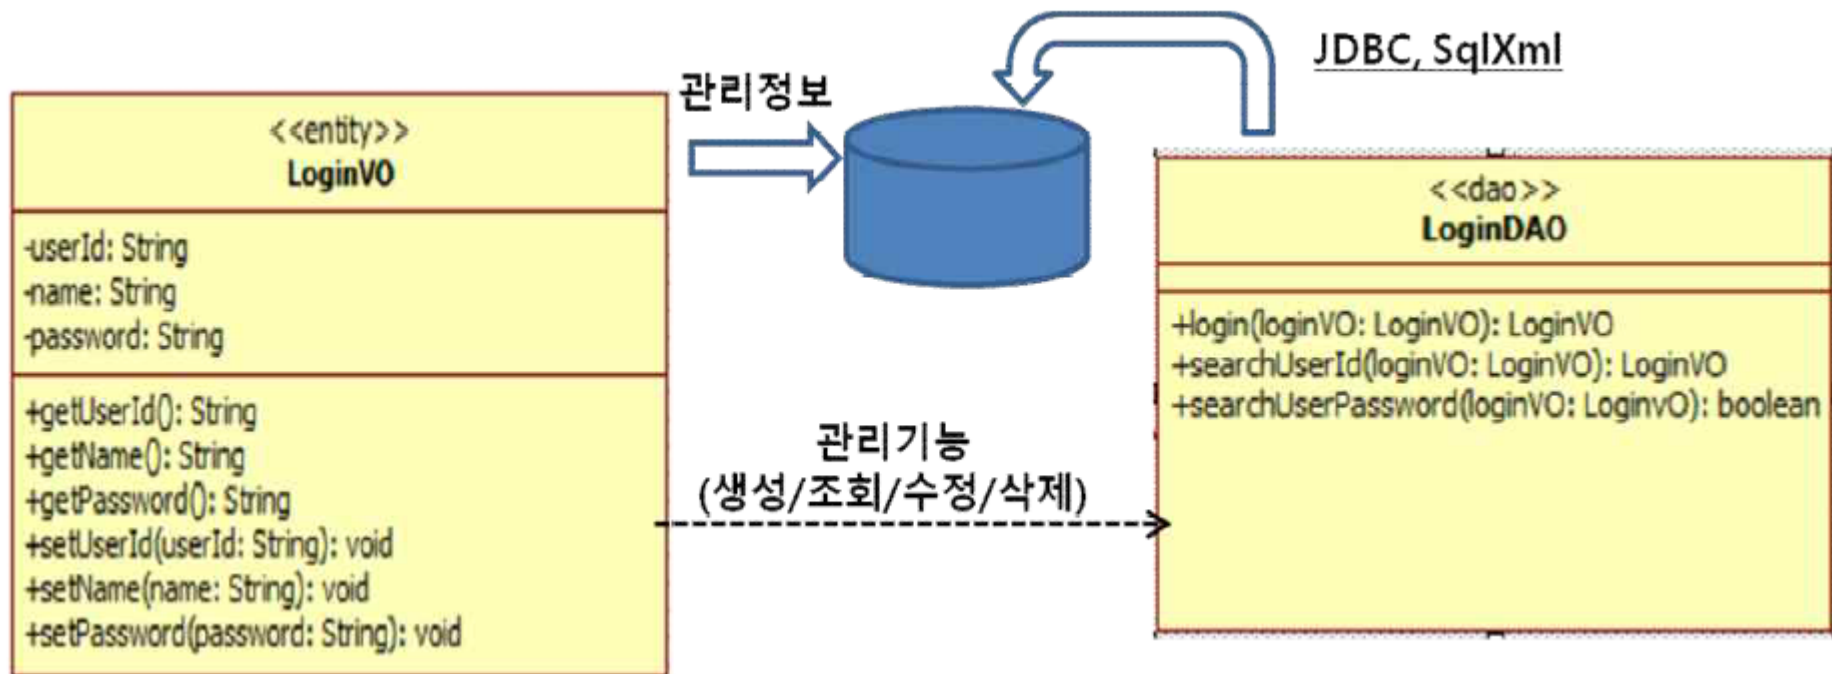 <<entity>>
LoginVO
-userId: String
-name: String
-password: String
+getUserId(): String
+getName(): String
+getPassword(): String
+setUserId(userId: String): void
+setName(name: String): void
+setPassword(password: String): void
관리정보
관리기능
(생성/조회/수정/삭제)
JDBC, SqlXml
<<dao>>
LoginDAO
+login(loginVO: LoginVO): LoginVO
+searchUserId(loginVO: LoginVO): LoginVO
+searchUserPassword(loginVO: LoginvO): boolean